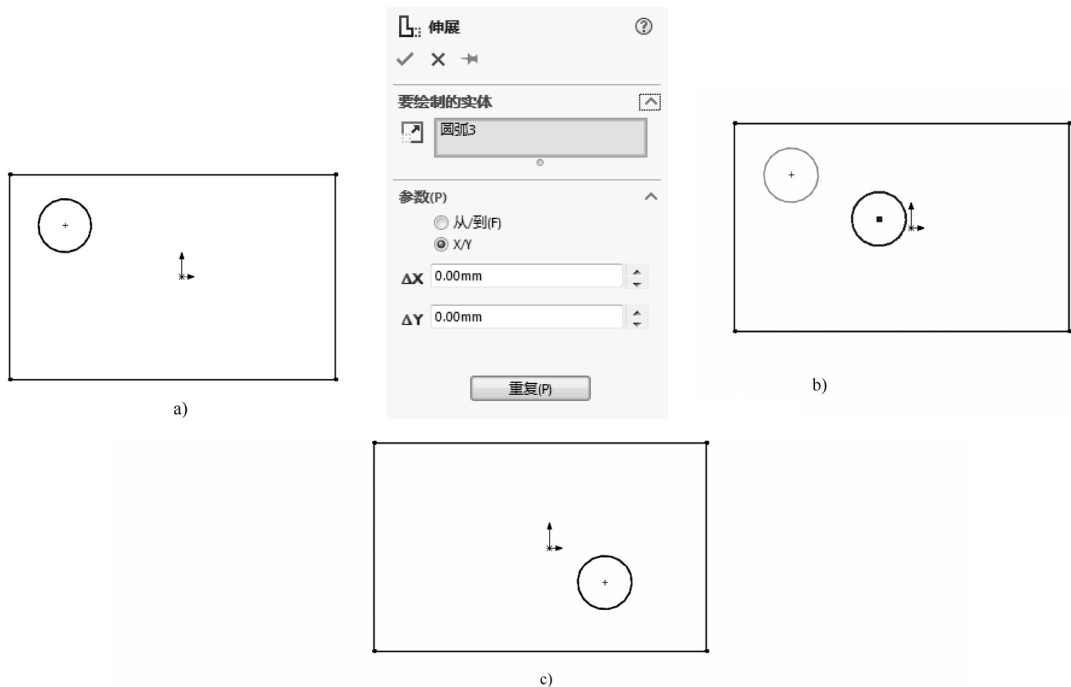 伸展
要绘制的实体
圆弧3
参数(P)
从/到(F)
X/Y
ΔX 0.00mm
ΔY 0.00mm
重复(P)
a)
b)
c)